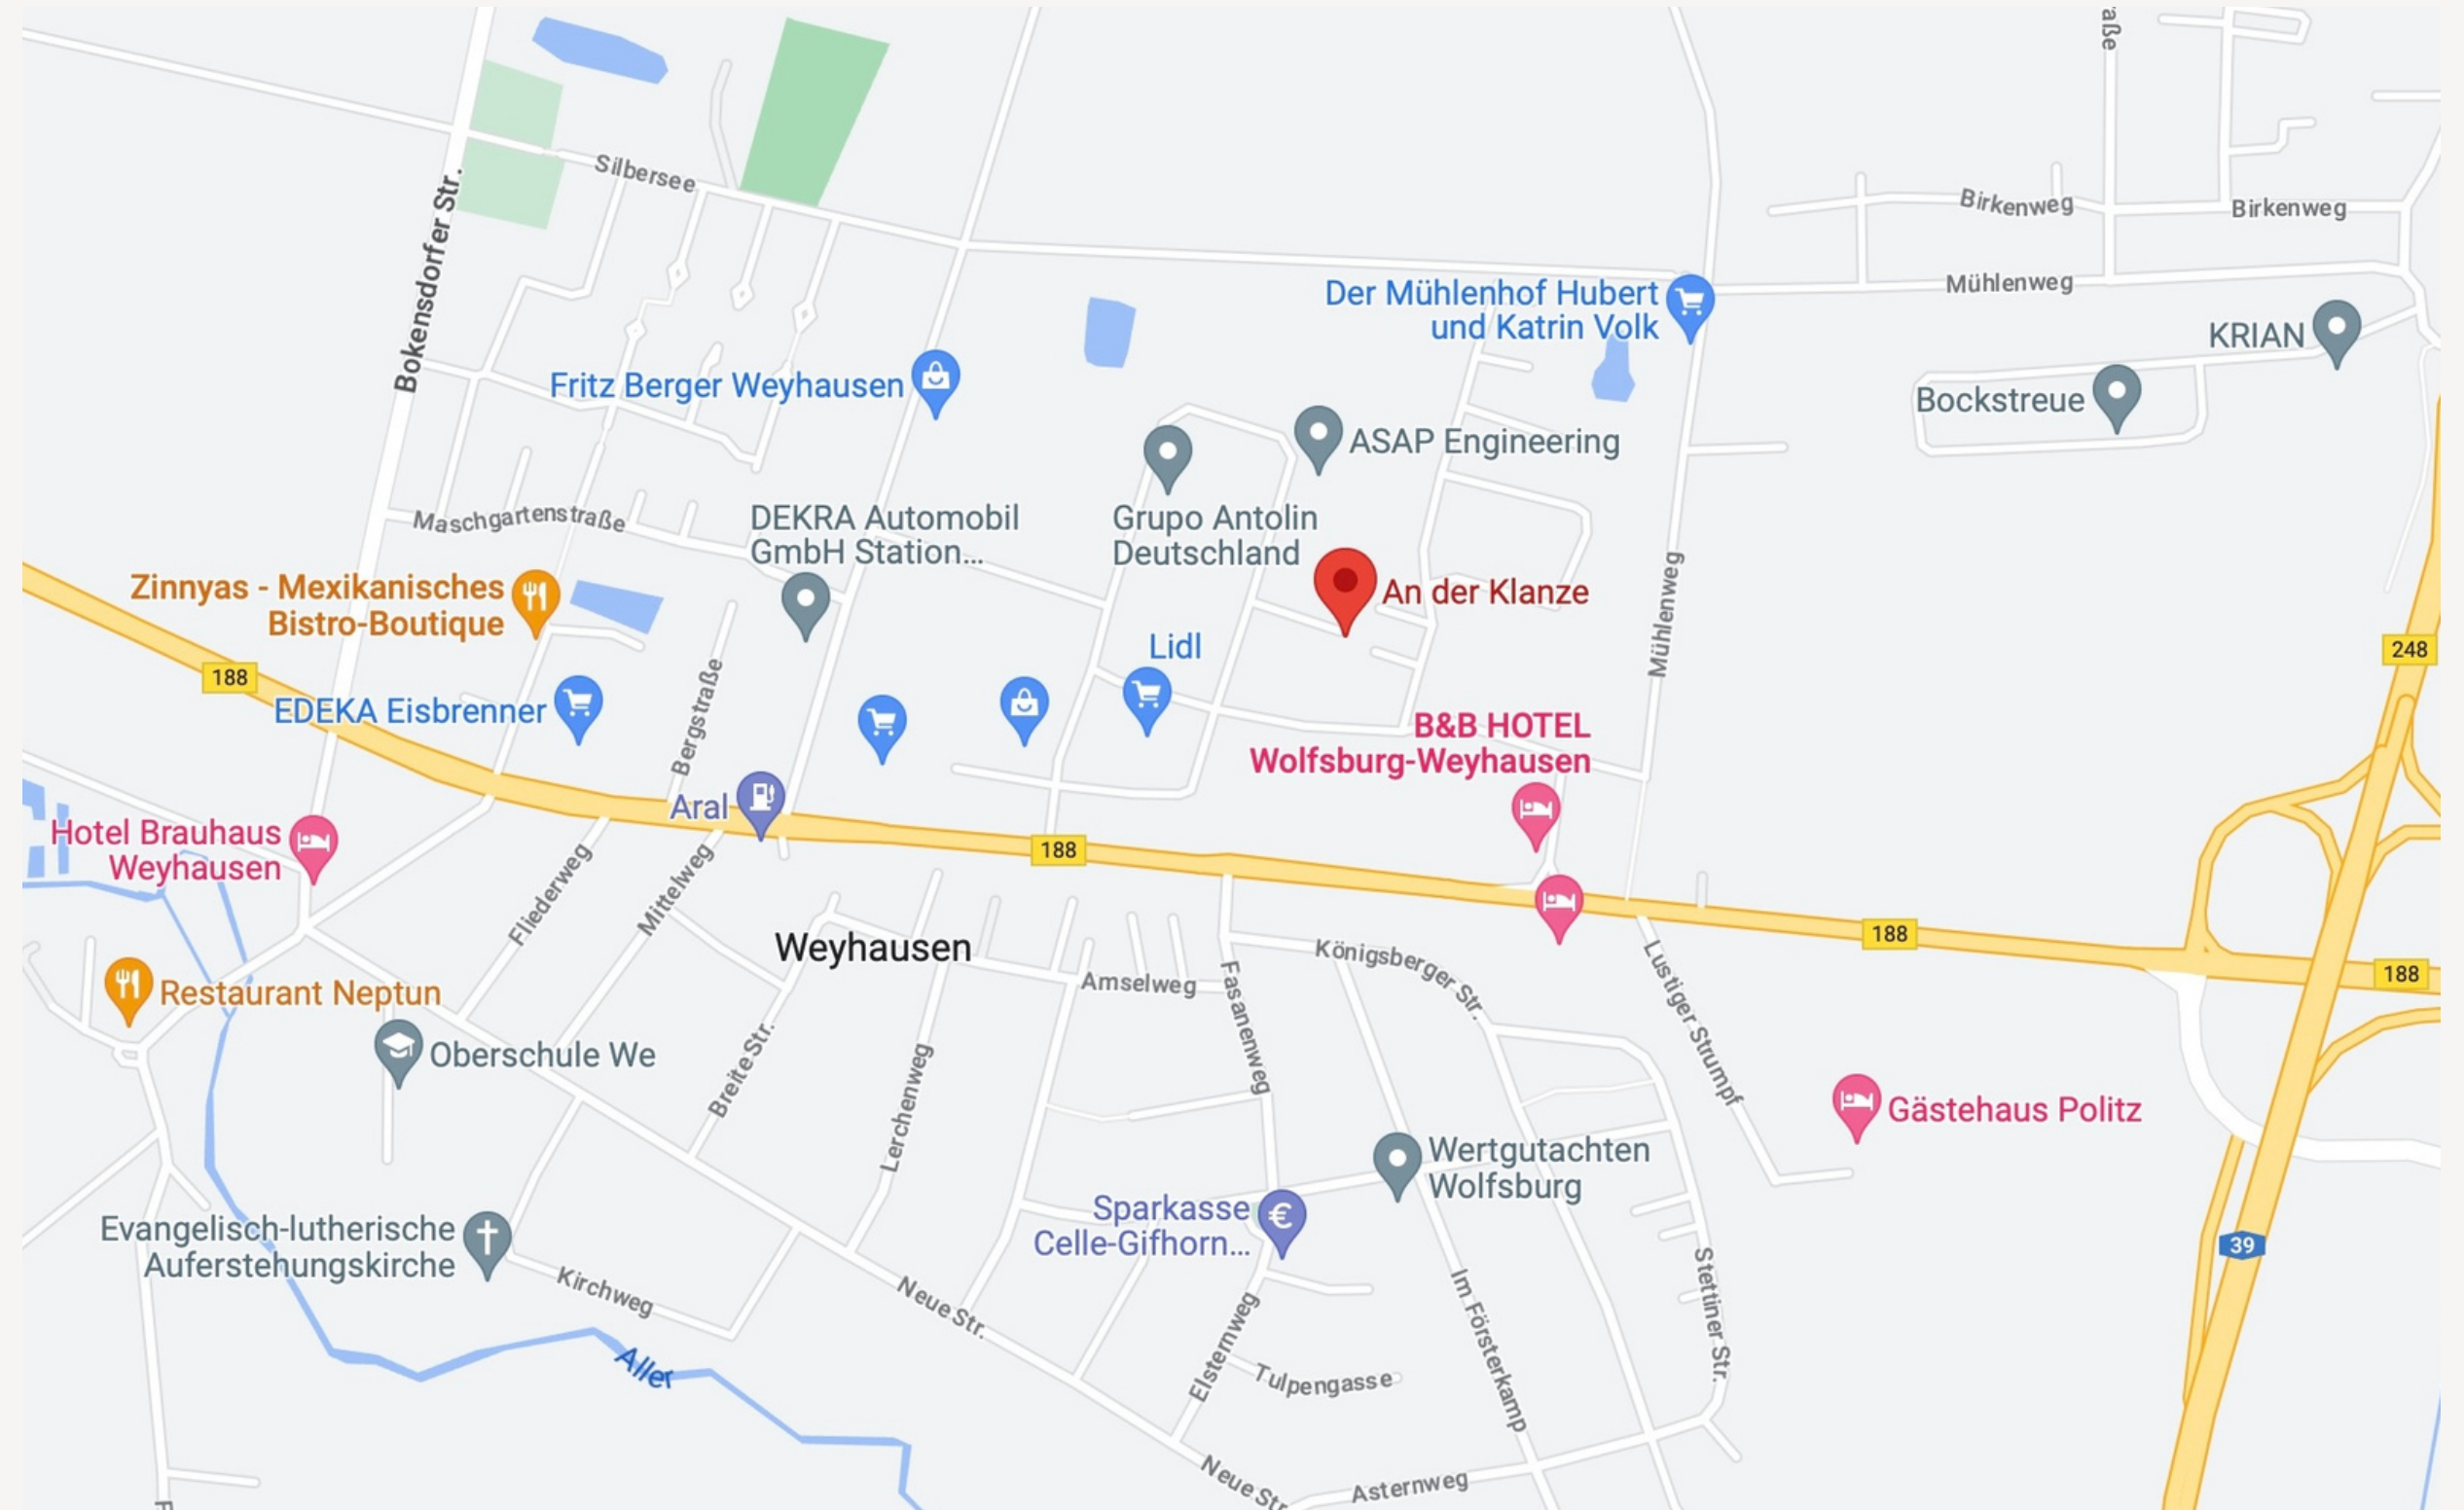 aße
Silbersee
Bokensdorfer Str.
Birkenweg
Birkenweg
Mühlenweg
Der Mühlenhof Hubert
und Katrin Volk
KRIAN
Fritz Berger Weyhausen
Bockstreue
ASAP Engineering
Maschgartenstraße
DEKRA Automobil
GmbH Station...
Grupo Antolin
Deutschland
Zinnyas - Mexikanisches
Bistro-Boutique
An der Klanze
Mühlenweg
Lidl
248
188
EDEKA Eisbrenner
Bergstraße
B&B HOTEL
Wolfsburg-Weyhausen
Aral
Hotel Brauhaus
Weyhausen
188
Fliederweg
Mittelweg
Weyhausen
Königsberger Str.
188
188
Restaurant Neptun
Amselweg
Fasanenweg
Lustiger Strumpf
Oberschule We
Breite Str.
Lerchenweg
Gästehaus Politz
Wertgutachten
Wolfsburg
Sparkasse
Celle-Gifhorn...
€
Evangelisch-lutherische
Auferstehungskirche
39
Kirchweg
Neue Str.
Im Försterkamp
Stettiner Str.
Aller
Elsternweg
Tulpengasse
Neue Str
Asternweg